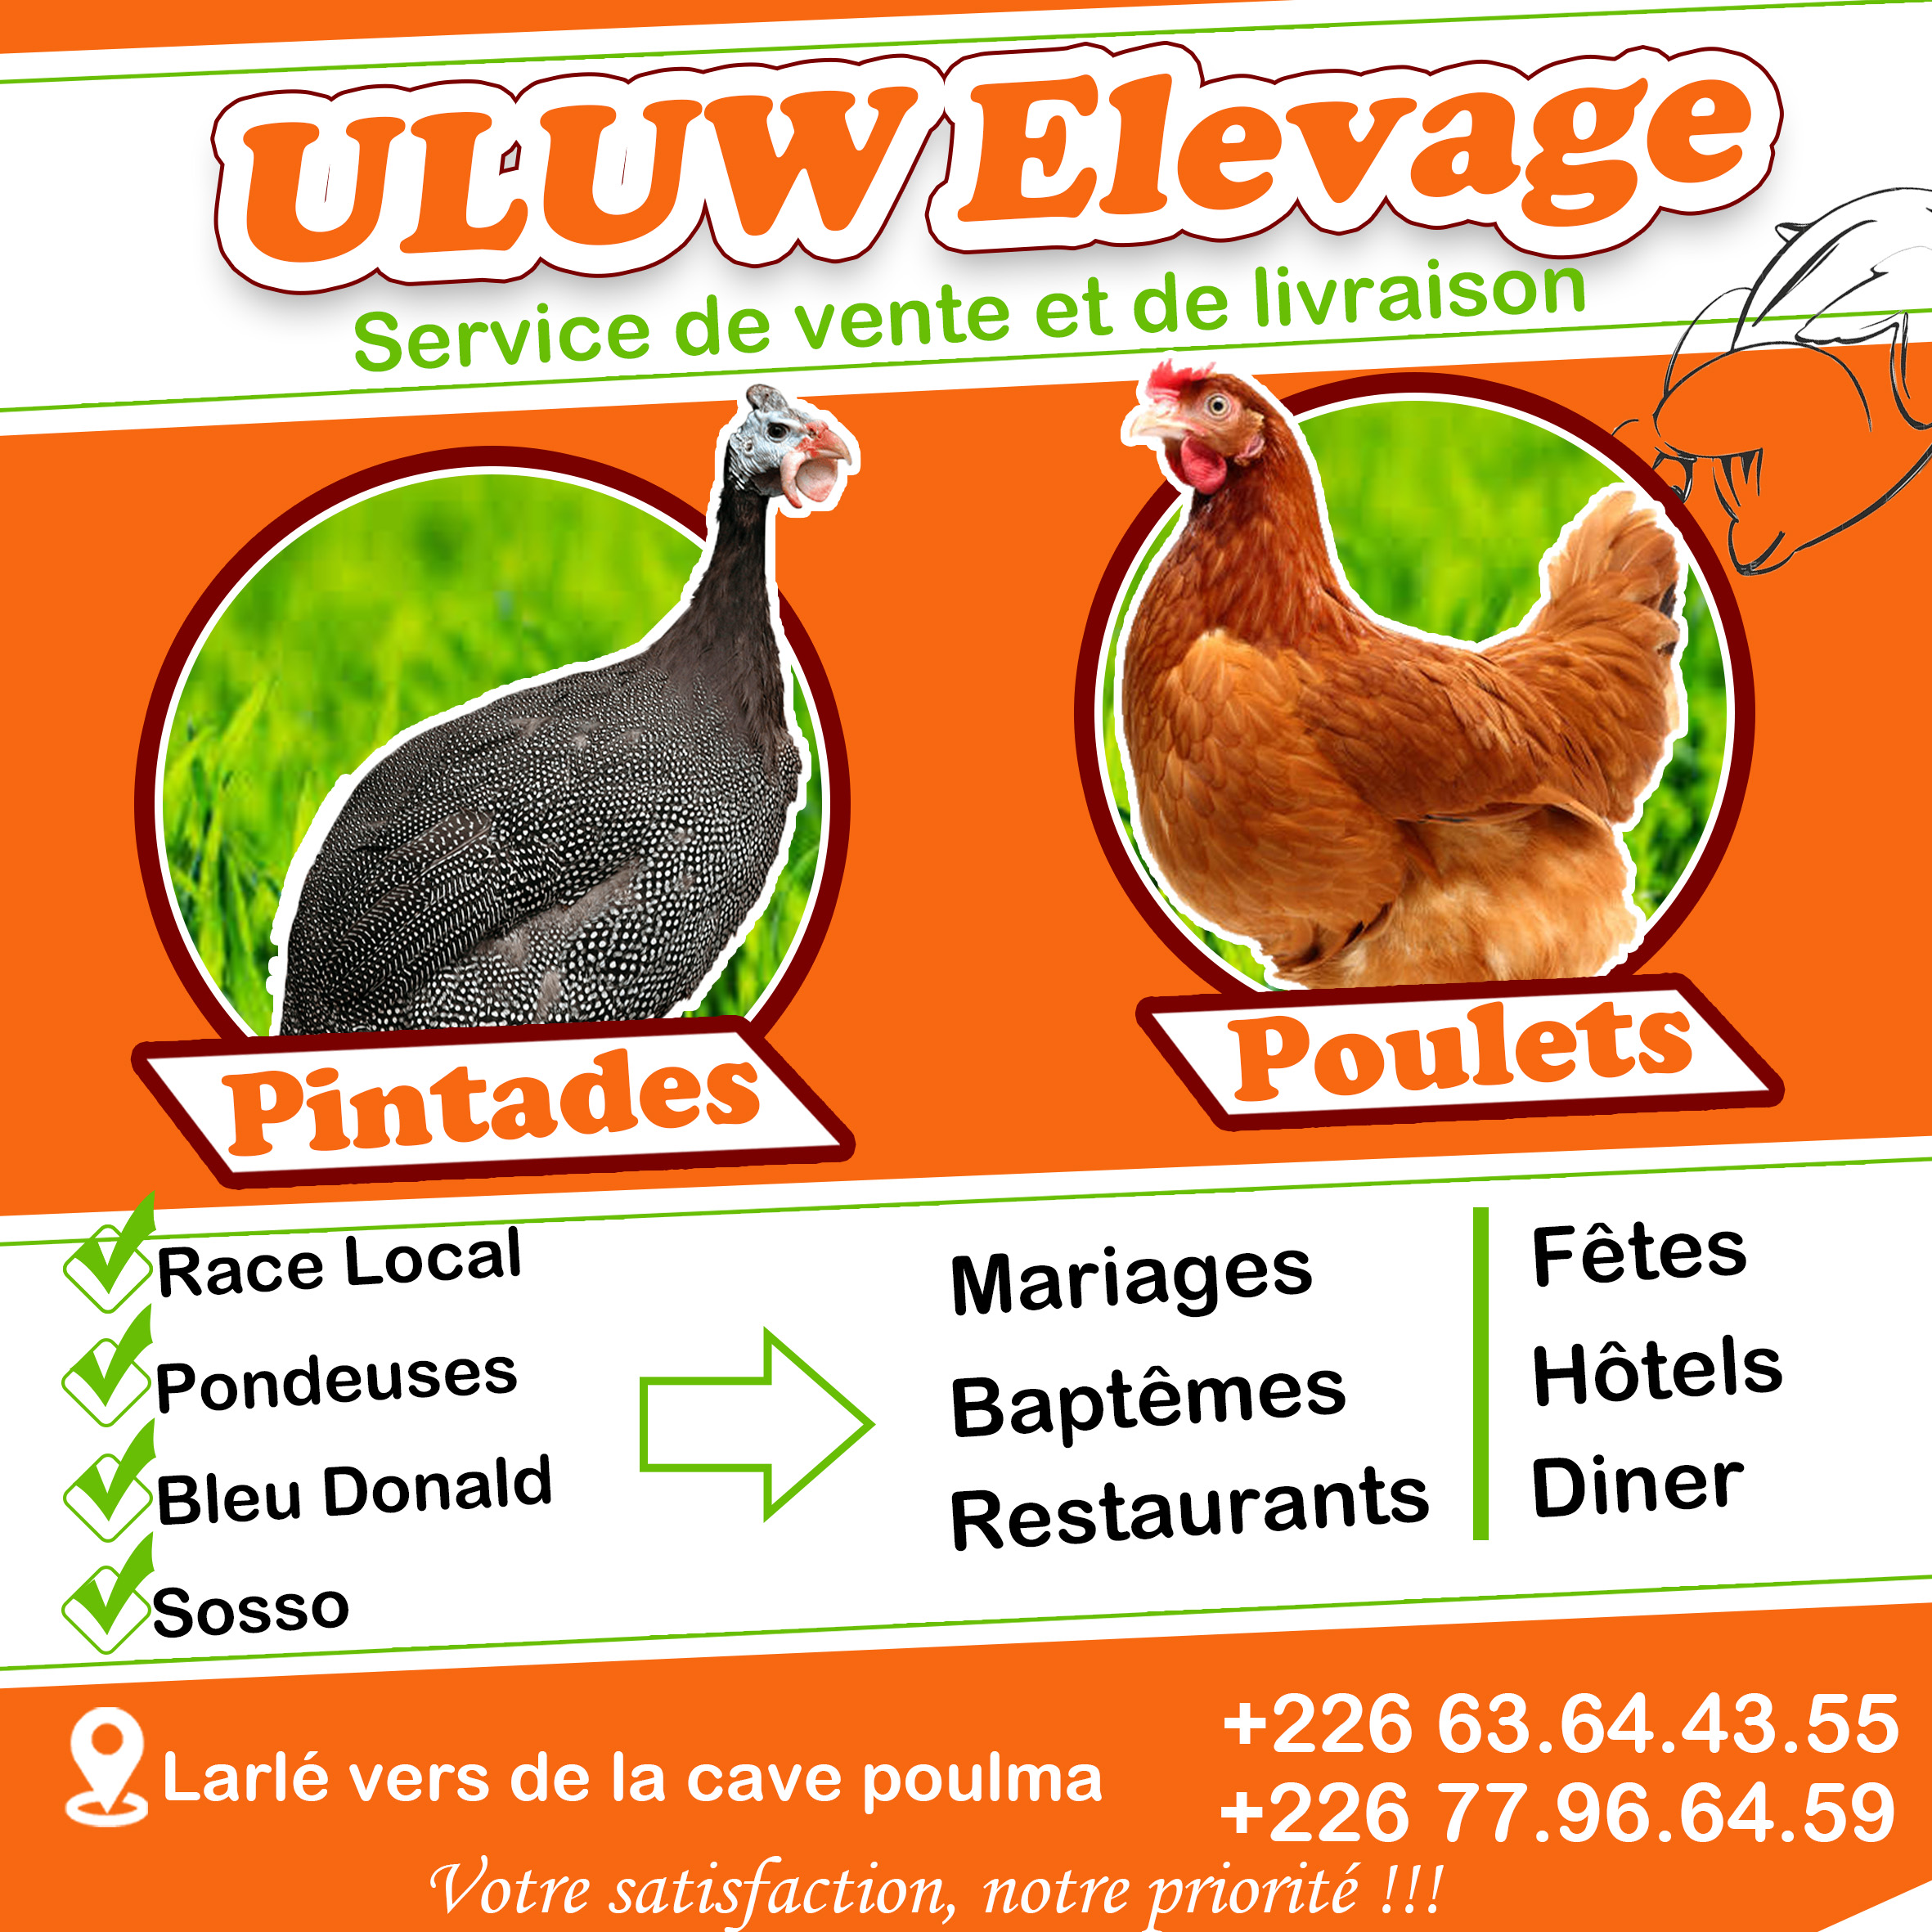 ULUW Elevage
Service de vente et de livraison
Pintades
Poulets
Race Local
Pondeuses
Bleu Donald
Sosso
Mariages
Baptêmes
Restaurants
Fêtes
Hôtels
Diner
Larlé vers de la cave poulma
+226 63.64.43.55
+226 77.96.64.59
Votre satisfaction, notre priorité !!!